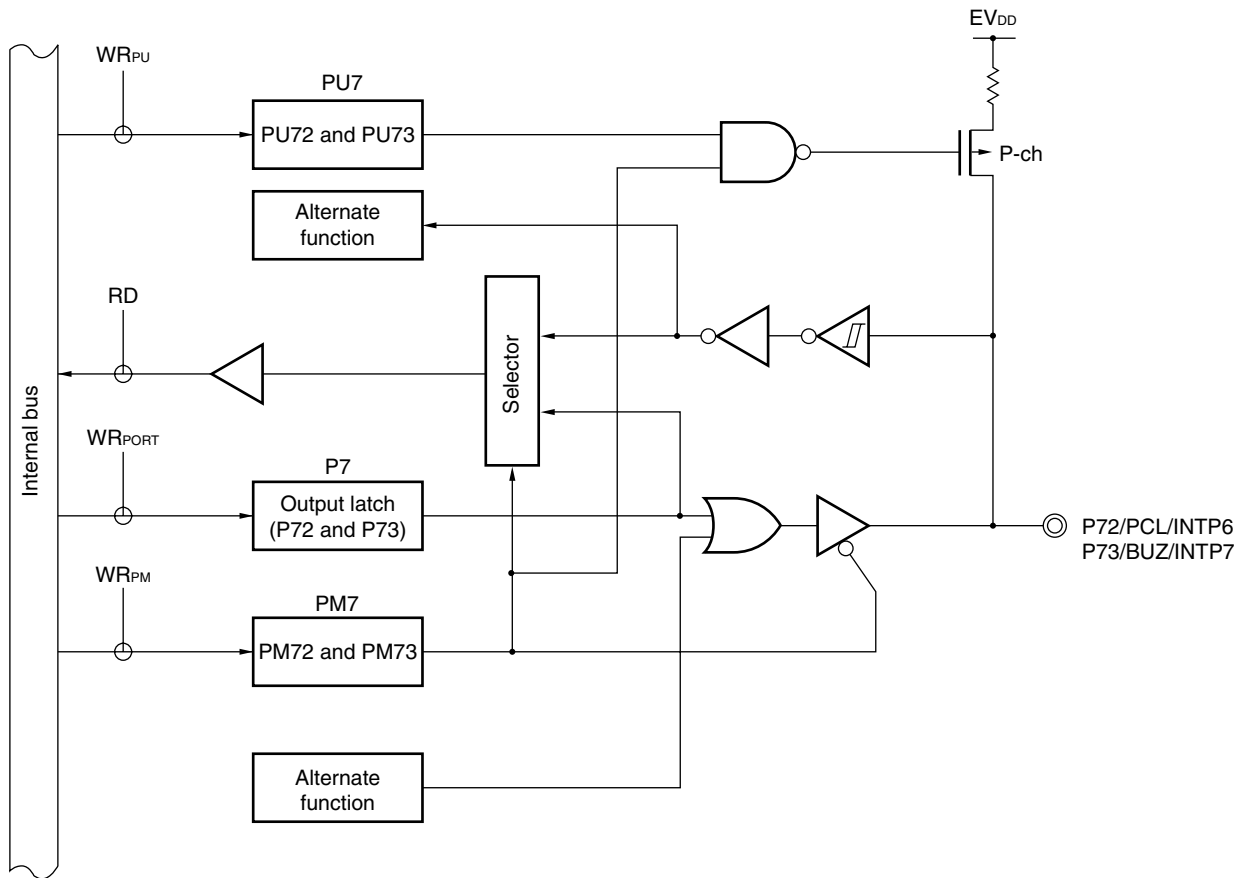 EVDD
WRPU
PU7
PU72 and PU73
P-ch
Alternate
function
RD
Selector
Internal bus
WRPORT
P7
Output latch
(P72 and P73)
P72/PCL/INTP6
P73/BUZ/INTP7
WRPM
PM7
PM72 and PM73
Alternate
function